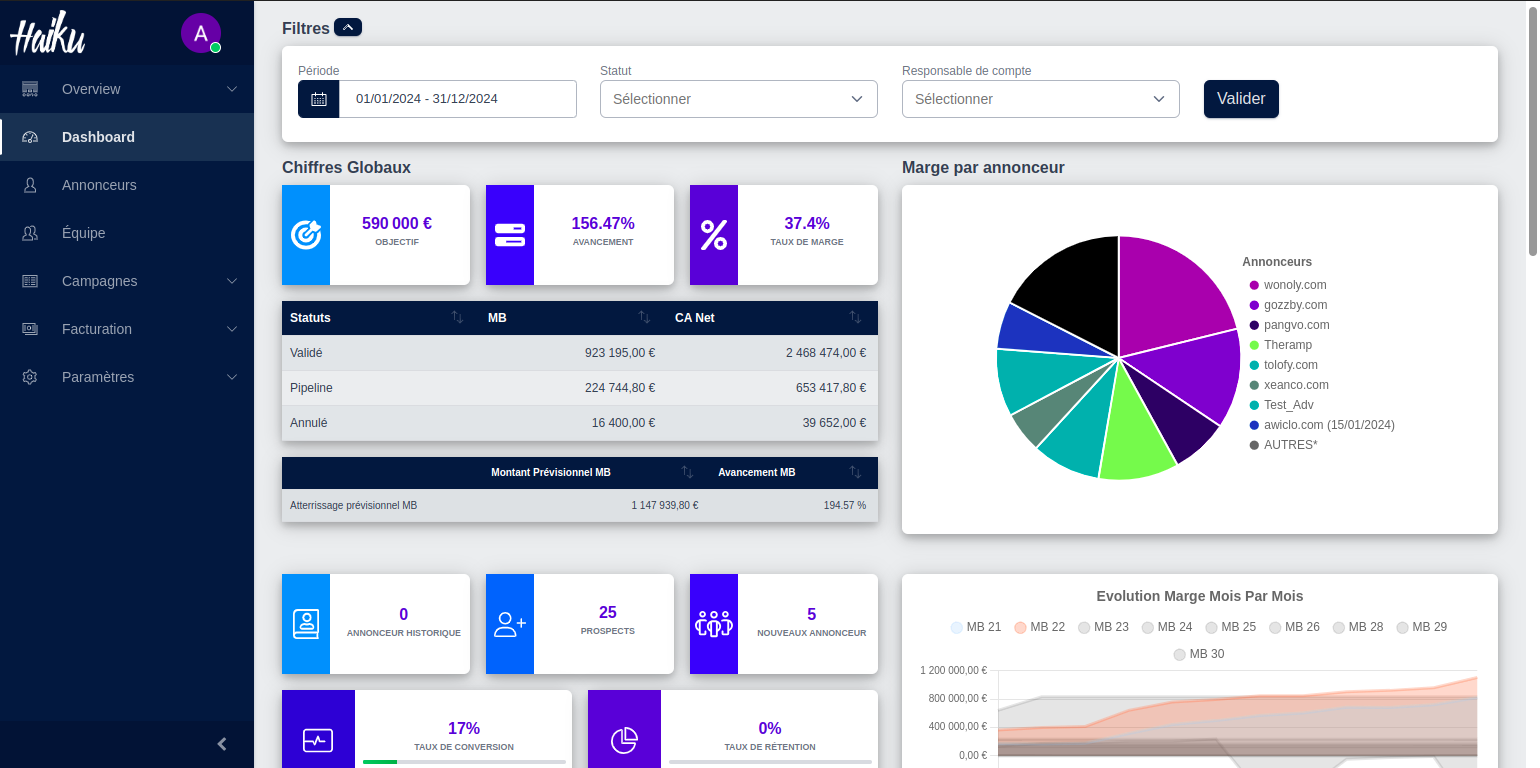 Haiku
A
Overview
Dashboard
Annonceurs
Équipe
Campagnes
Facturation
Paramètres
Filtres
Période
Statut
Responsable de compte
01/01/2024 - 31/12/2024
Sélectionner
Sélectionner
Valider
Chiffres Globaux
590 000 €
OBJECTIF
156.47%
AVANCEMENT
37.4%
TAUX DE MARGE
Statuts MB CA Net
Validé 923 195,00 € 2 468 474,00 €
Pipeline 224 744,80 € 653 417,80 €
Annulé 16 400,00 € 39 652,00 €
Montant Prévisionnel MB Avancement MB
Atterrissage prévisionnel MB 1 147 939,80 € 194.57 %
Marge par annonceur
Annonceurs
wonoly.com
gozzby.com
pangvo.com
Theramp
tolofy.com
xeanco.com
Test_Adv
awiclo.com (15/01/2024)
AUTRES*
0
ANNONCEUR HISTORIQUE
25
PROSPECTS
5
NOUVEAUX ANNONCEUR
17%
TAUX DE CONVERSION
0%
TAUX DE RÉTENTION
Evolution Marge Mois Par Mois
MB 21 MB 22 MB 23 MB 24 MB 25 MB 26 MB 28 MB 29
MB 30
1 200 000,00 €
800 000,00 €
400 000,00 €
0,00 €